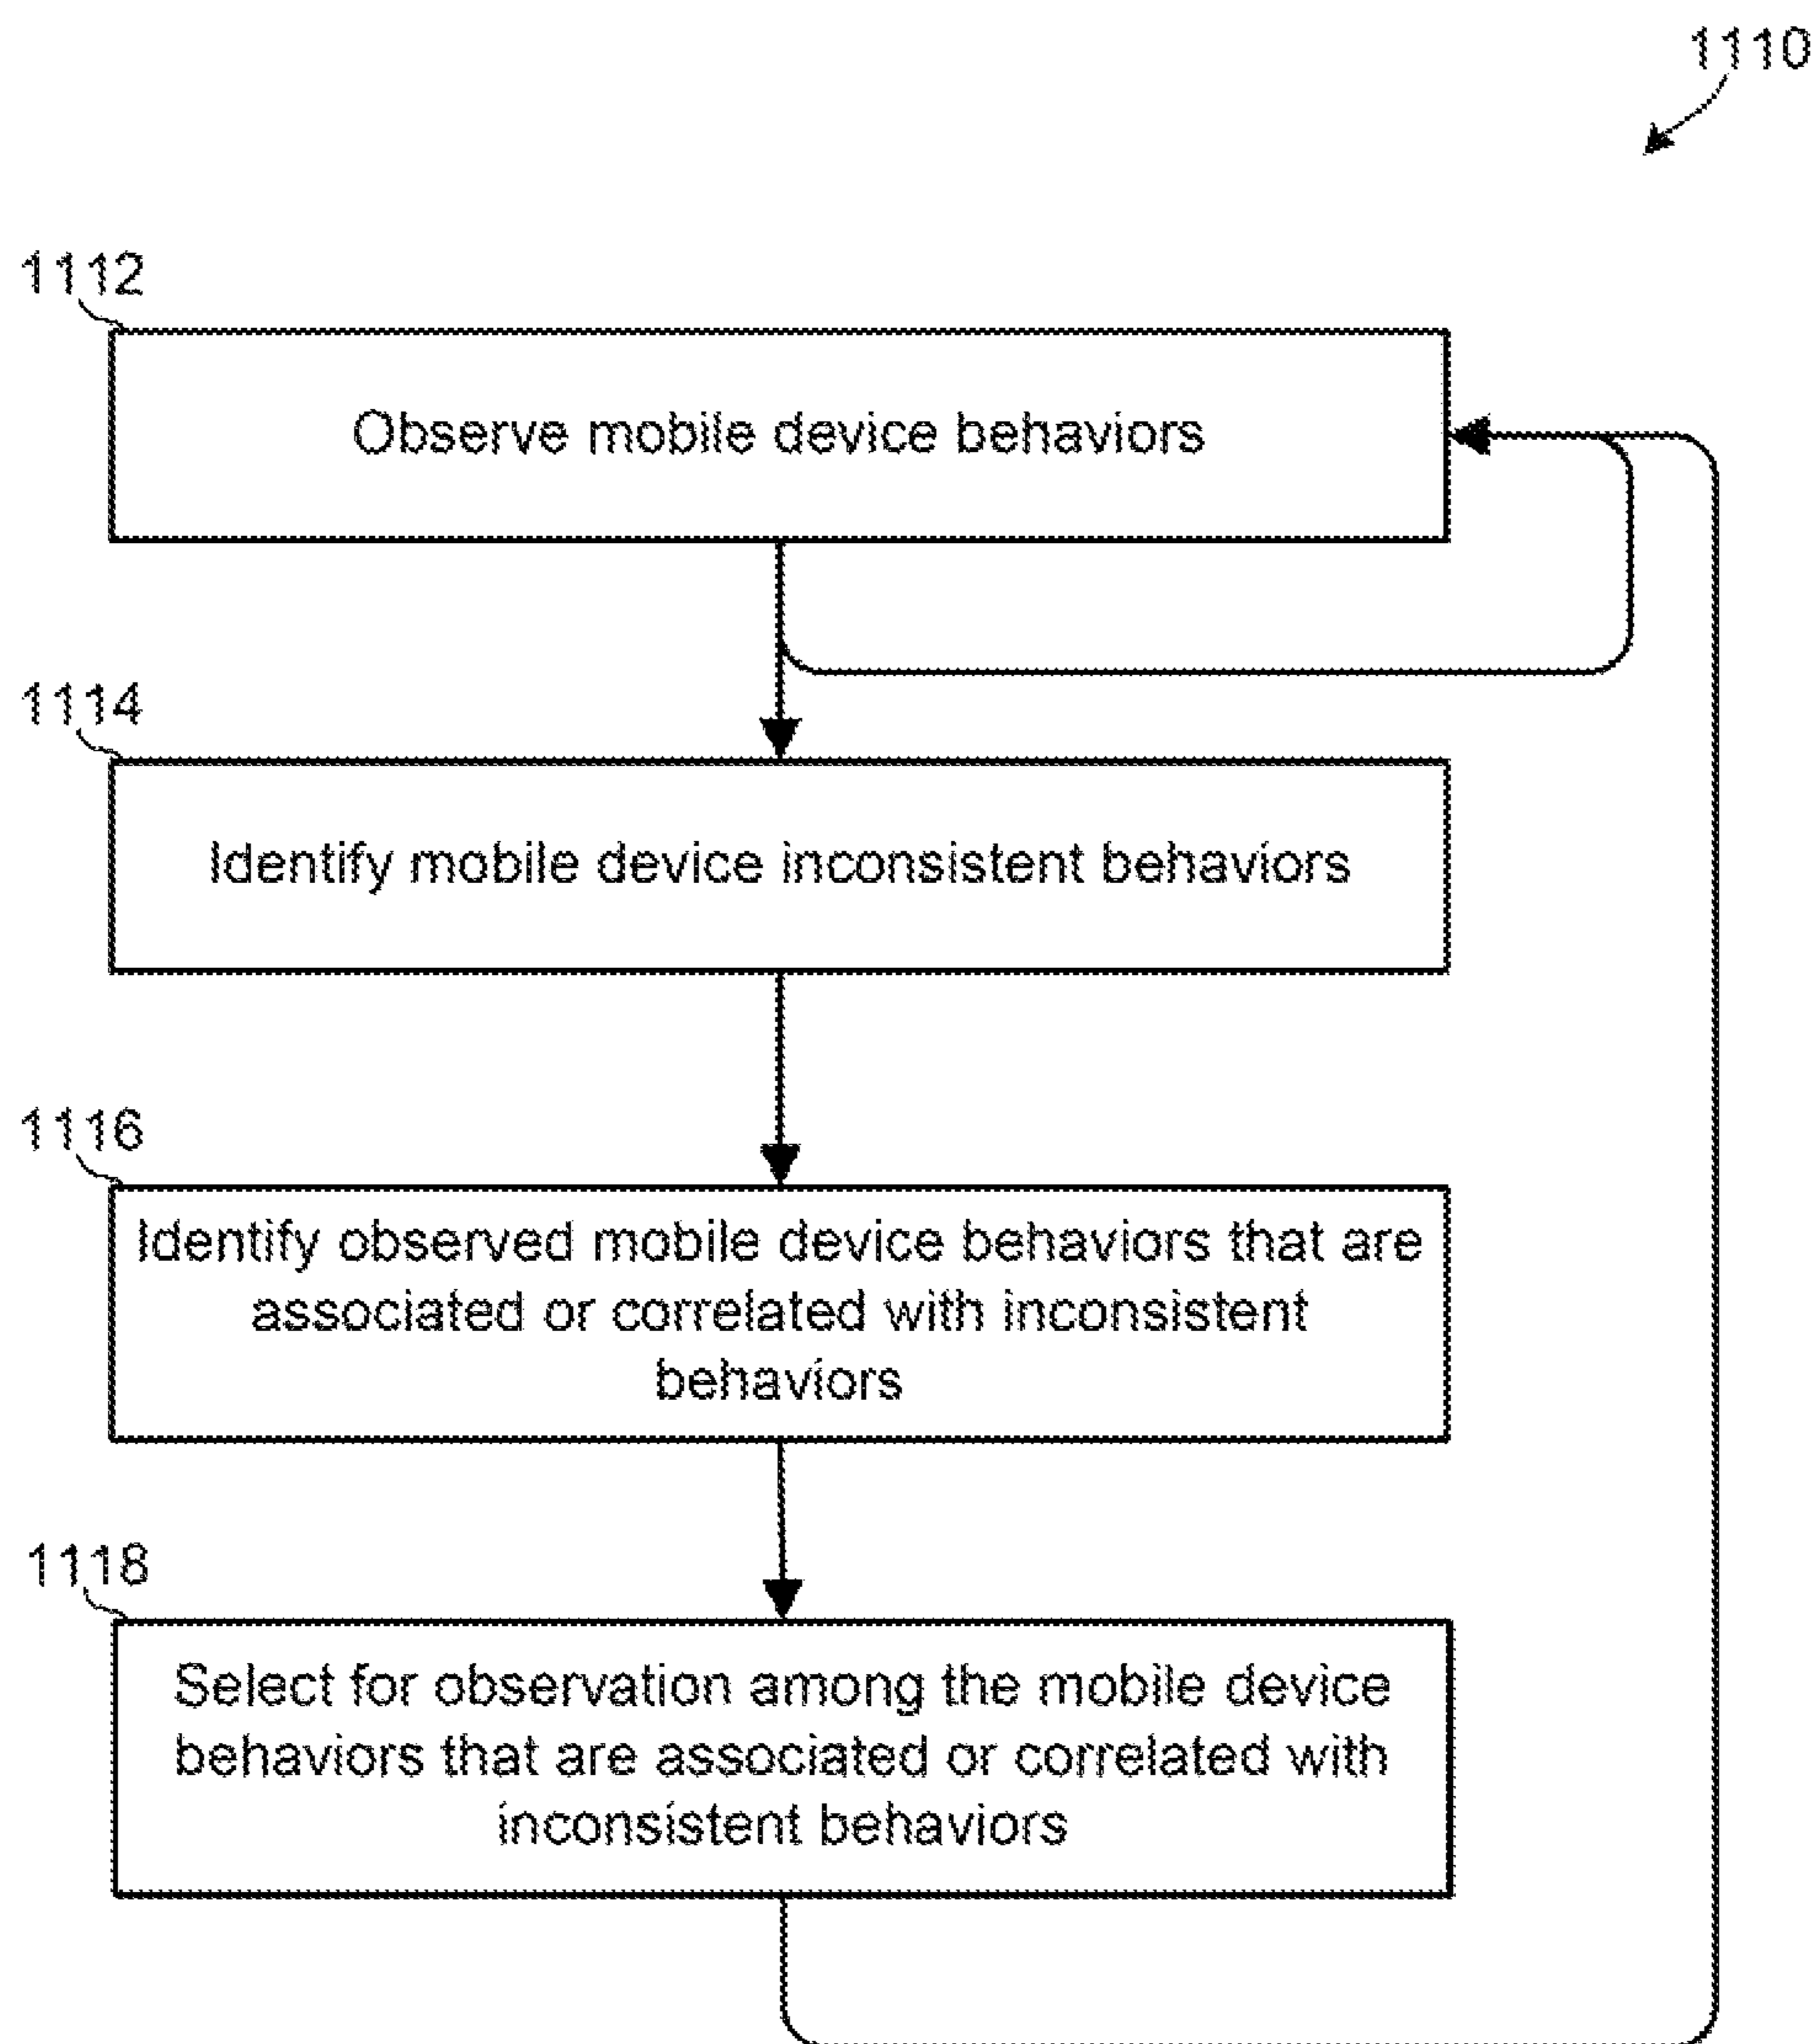 1110
1112
Observe mobile device behaviors
1114
Identify mobile device inconsistent behaviors
1116
Identify observed mobile device behaviors that are
associated or correlated with inconsistent
behaviors
1118
Select for observation among the mobile device
behaviors that are associated or correlated with
inconsistent behaviors